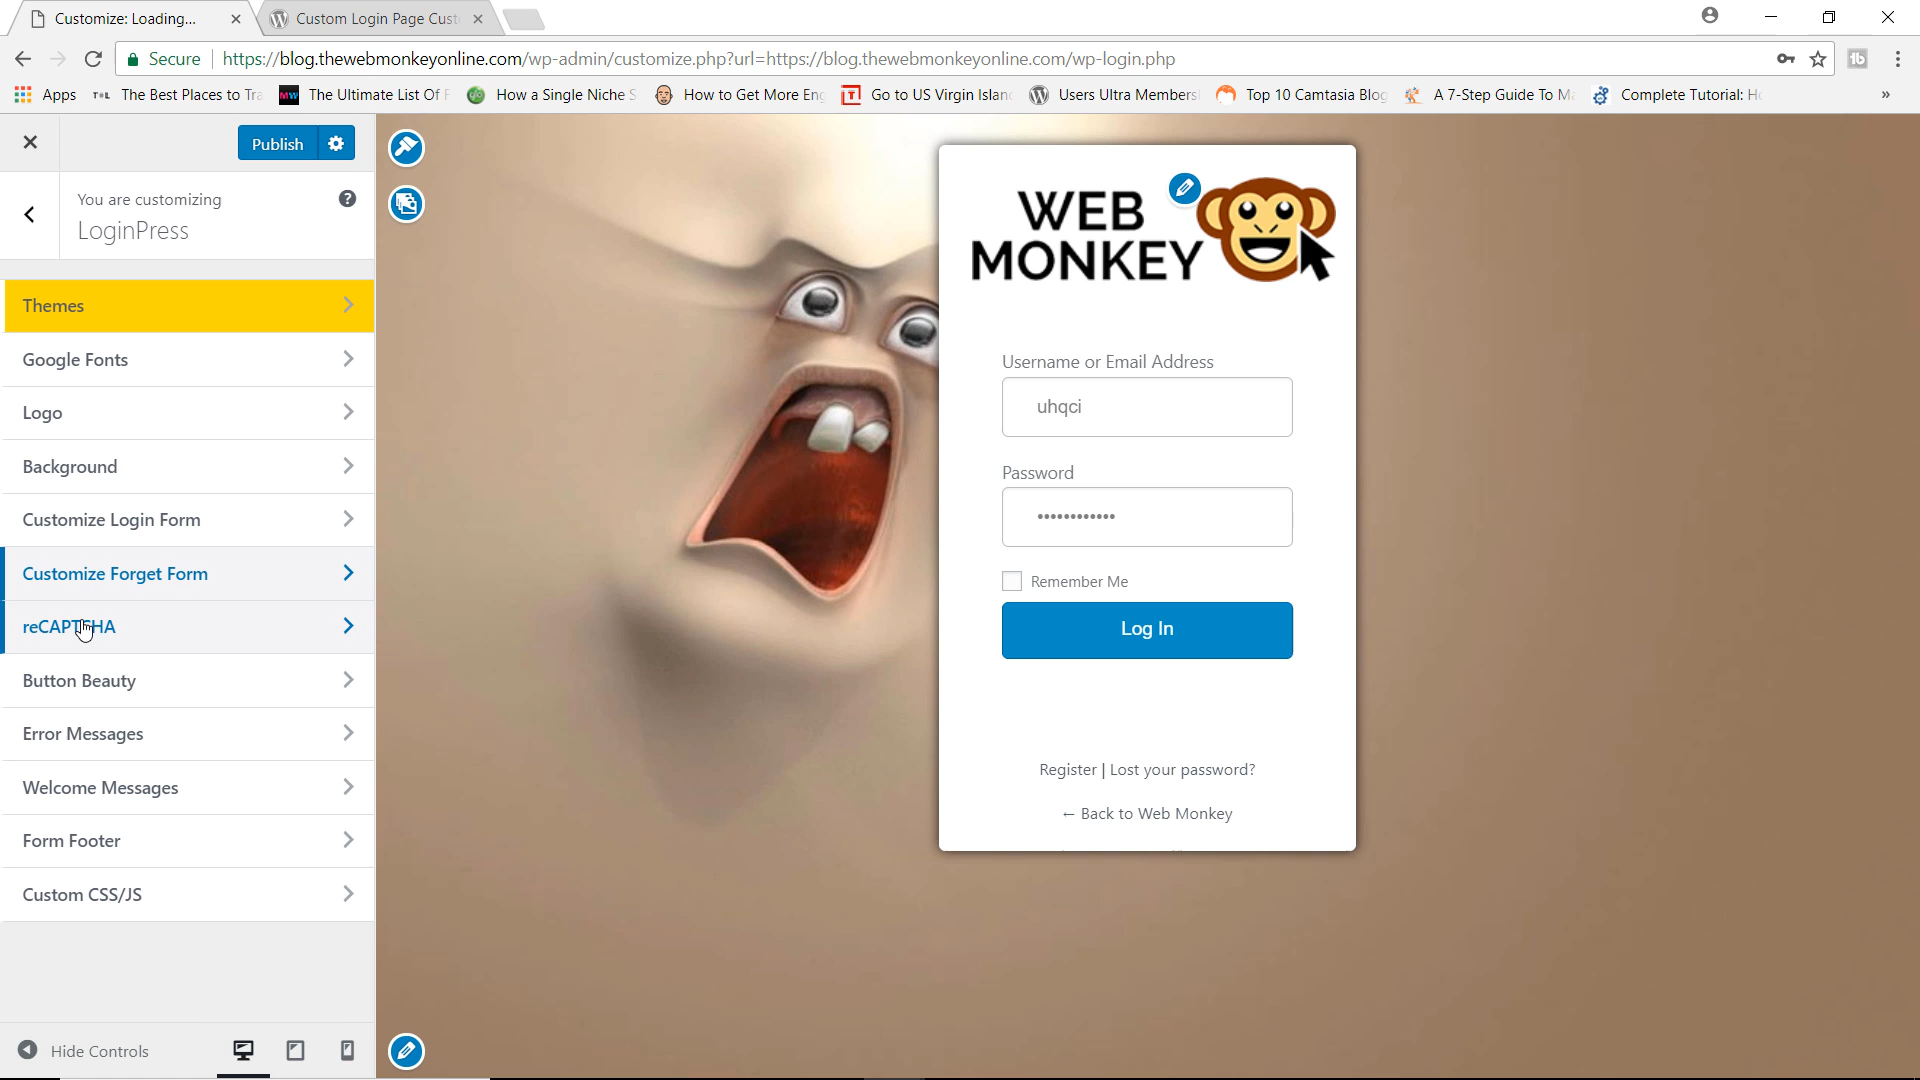 Customize: Loading...
Custom Login Page Cust
Secure
https://blog.thewebmonkeyonline.com/wp-admin/customize.php?url=https://blog.thewebmonkeyonline.com/wp-login.php
Apps
T+L
The Best Places to Tra
MW
The Ultimate List Of F
How a Single Niche S
How to Get More Eng
Go to US Virgin Islan
Users Ultra Members
Top 10 Camtasia Blog
A 7-Step Guide To Ma
Complete Tutorial: Ho
»
Publish
You are customizing
LoginPress
Themes
Google Fonts
Logo
Background
Customize Login Form
Customize Forget Form
reCAPTCHA
Button Beauty
Error Messages
Welcome Messages
Form Footer
Custom CSS/JS
Hide Controls
WEB
MONKEY
Username or Email Address
uhqci
Password
••••••••••••
Remember Me
Log In
Register | Lost your password?
← Back to Web Monkey